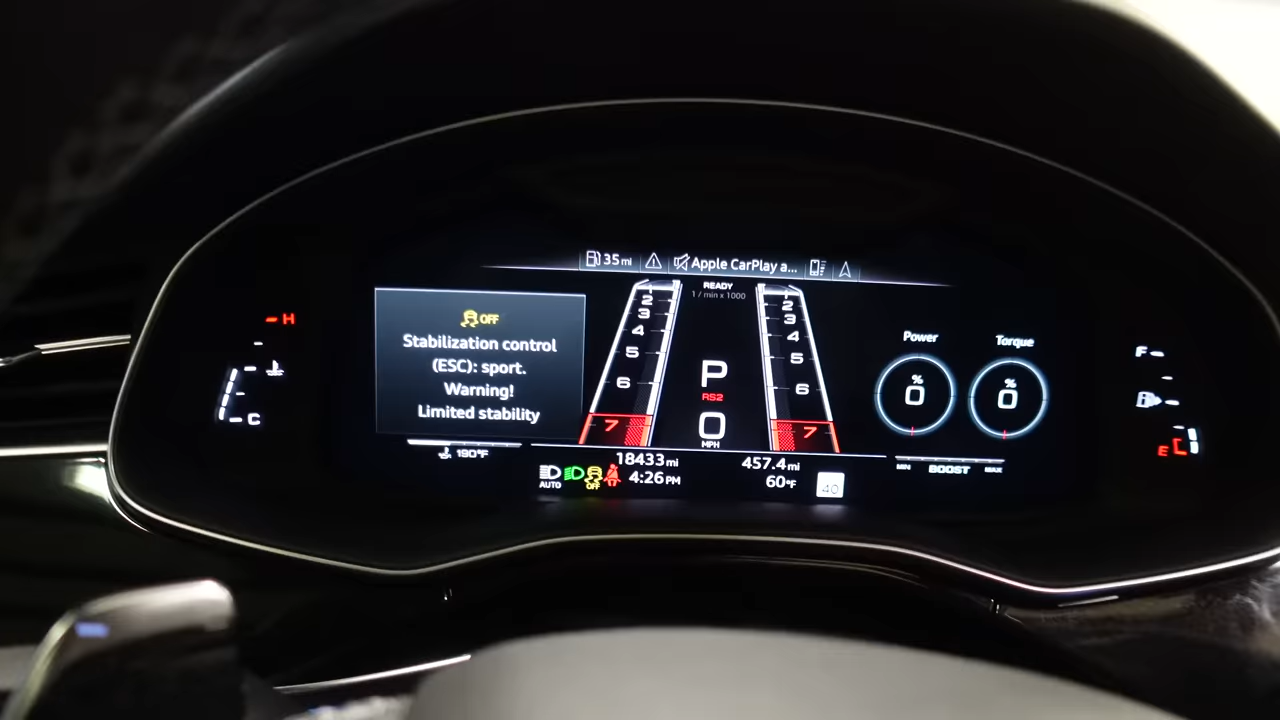 35 mi
Apple CarPlay a...
READY
1 / min x 1000
H
C
OFF
Stabilization control
(ESC): sport.
Warning!
Limited stability
2
3
4
5
6
7
2
3
4
5
6
7
P
RS2
0
MPH
Power
%
0
Torque
%
0
F
E
190°F
MIN BOOST MAX
18433 mi
457.4 mi
AUTO
OFF
4:26 PM
60°F
40